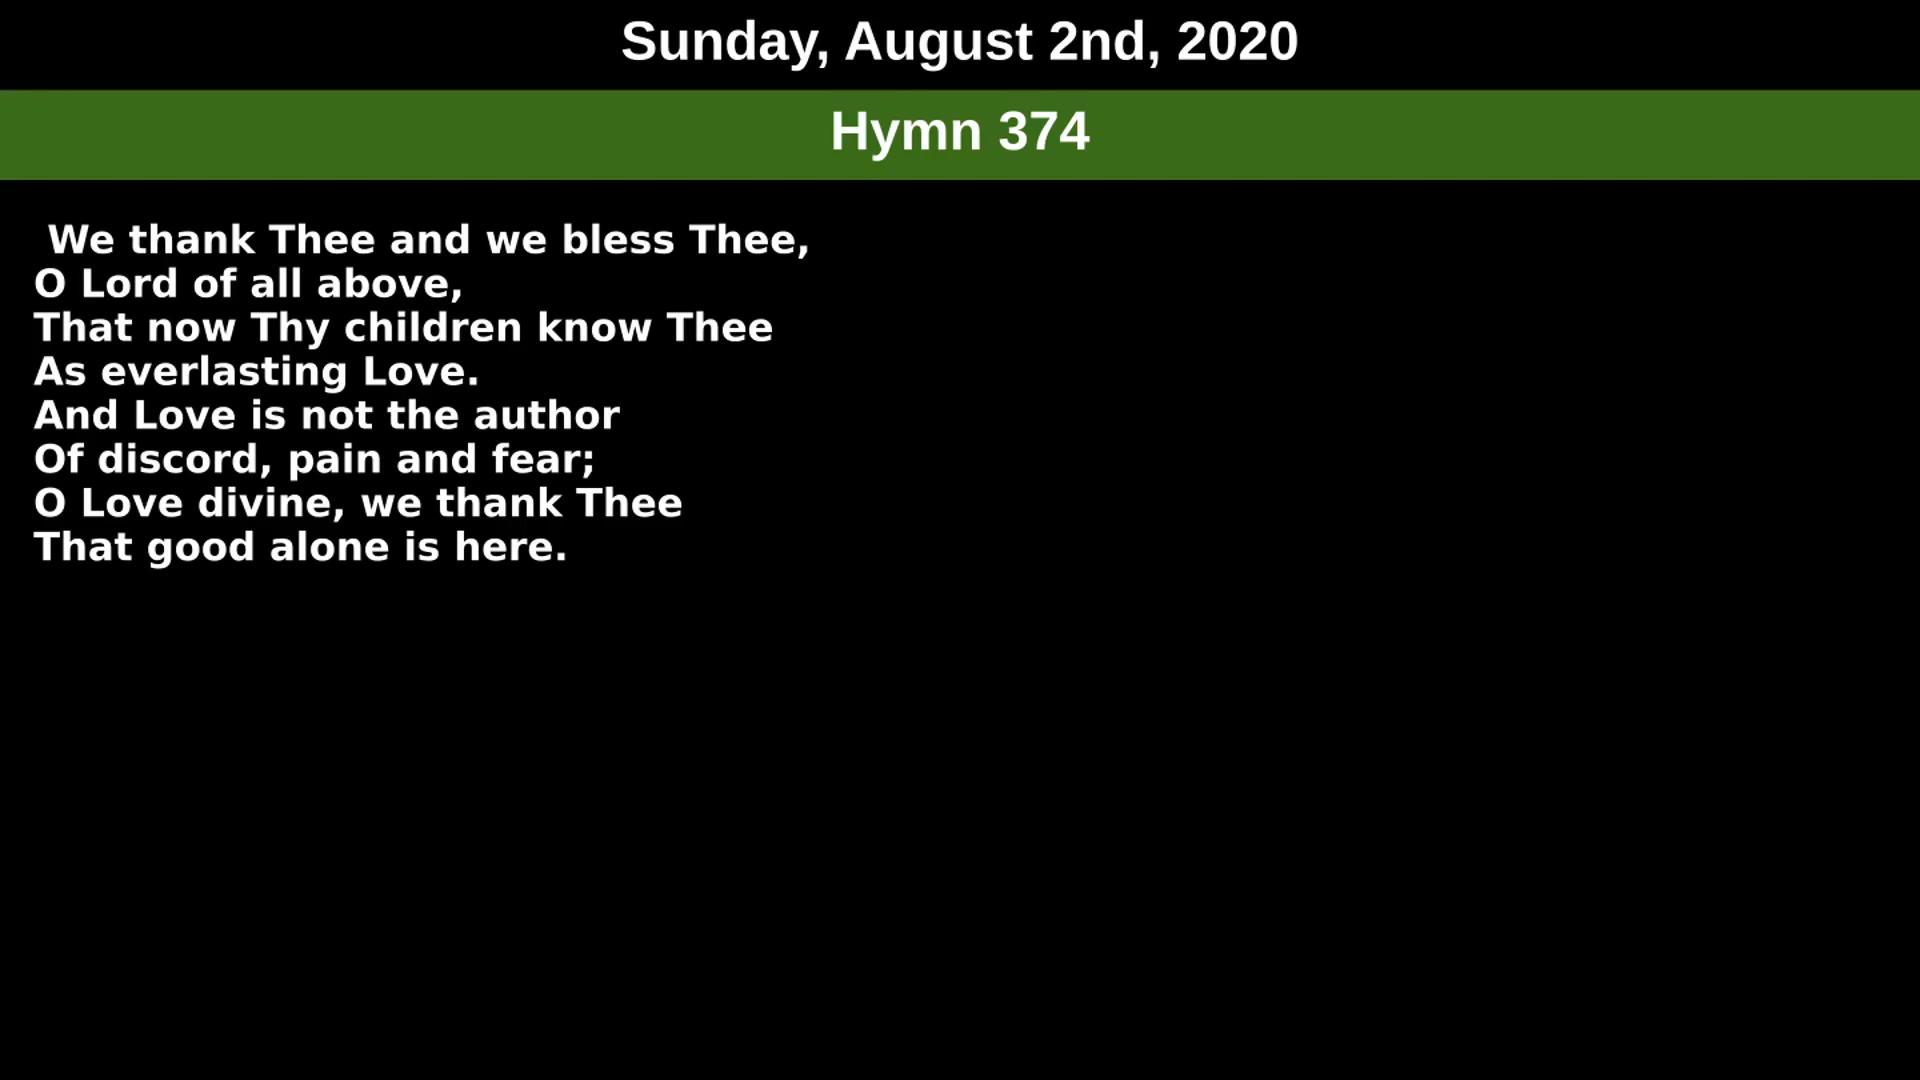 Sunday, August 2nd, 2020
Hymn 374
We thank Thee and we bless Thee,
O Lord of all above,
That now Thy children know Thee
As everlasting Love.
And Love is not the author
Of discord, pain and fear;
O Love divine, we thank Thee
That good alone is here.